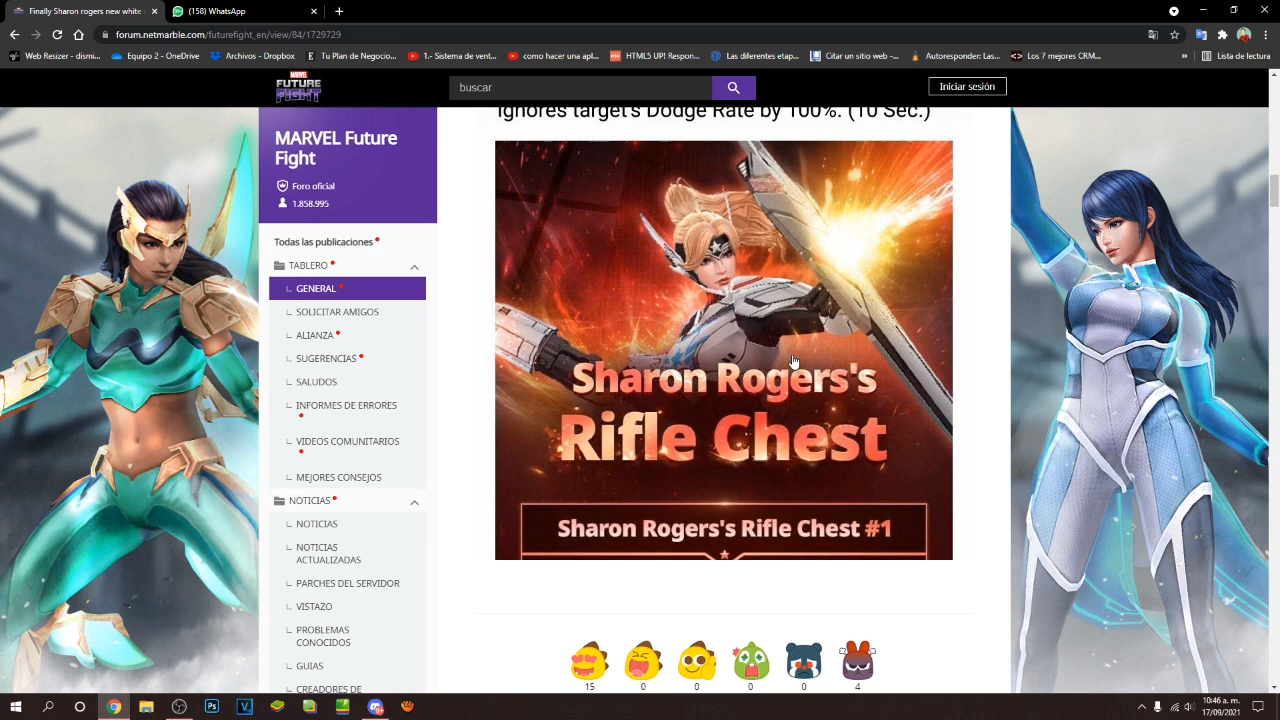 Finally Sharon Rogers's new wea
(158) WhatsApp
forum.netmarble.com/futurefight_en/view/84/1729729
Web Resizer - dismi...
Anuncios - Dropbox
Equipo 2 - OneDrive
Tu Plan de Negocio...
1.- Sistema de vent...
como hacer una apl...
HTML5 UP! Respon...
Las diferentes etap...
Citar un sitio web -...
Autoresponder: Las...
Los 7 mejores CRM...
»
Lista de lectura
MARVEL
FUTURE
FIGHT
buscar
Iniciar sesión
MARVEL Future
Fight
Foro oficial
1.858.995
Todas las publicaciones
TABLERO
GENERAL
SOLICITAR AMIGOS
ALIANZA
SUGERENCIAS
SALUDOS
INFORMES DE ERRORES
VIDEOS COMUNITARIOS
MEJORES CONSEJOS
NOTICIAS
NOTICIAS
NOTICIAS
ACTUALIZADAS
PARCHES DEL SERVIDOR
VISTAZO
PROBLEMAS
CONOCIDOS
GUIAS
CREADORES DE
ignores target's Dodge Rate by 100%. (10 Sec.)
Sharon Rogers's
Rifle Chest
Sharon Rogers's Rifle Chest #1
15 0 0 0 0 4
10:46 a. m.
17/09/2021